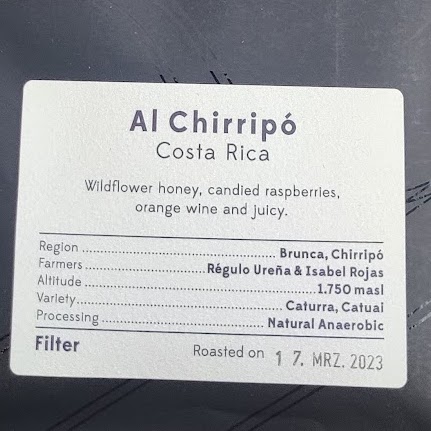 Al Chirripó
Costa Rica
Wildflower honey, candied raspberries,
orange wine and juicy.
Region ........................ Brunca, Chirripó
Farmers ........................ Régulo Ureña & Isabel Rojas
Altitude ........................ 1.750 masl
Variety ........................ Caturra, Catuai
Processing ........................ Natural Anaerobic
Filter Roasted on 17. MRZ. 2023